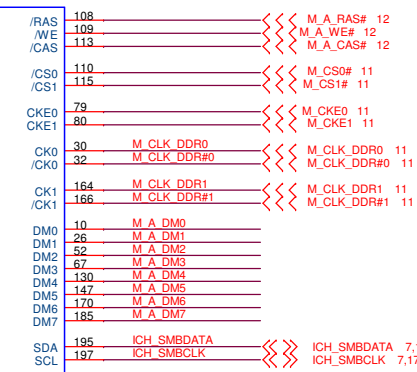 /RAS 108 M_A_RAS# 12
/WE 109 M_A_WE# 12
/CAS 113 M_A_CAS# 12
/CS0 110 M_CS0# 11
/CS1 115 M_CS1# 11
CKE0 79 M_CKE0 11
CKE1 80 M_CKE1 11
CK0 30 M_CLK_DDR0 M_CLK_DDR0 11
/CK0 32 M_CLK_DDR#0 M_CLK_DDR#0 11
CK1 164 M_CLK_DDR1 M_CLK_DDR1 11
/CK1 166 M_CLK_DDR#1 M_CLK_DDR#1 11
DM0 10 M_A_DM0
DM1 26 M_A_DM1
DM2 52 M_A_DM2
DM3 67 M_A_DM3
DM4 130 M_A_DM4
DM5 147 M_A_DM5
DM6 170 M_A_DM6
DM7 185 M_A_DM7
SDA 195 ICH_SMBDATA ICH_SMBDATA 7,
SCL 197 ICH_SMBCLK ICH_SMBCLK 7,17